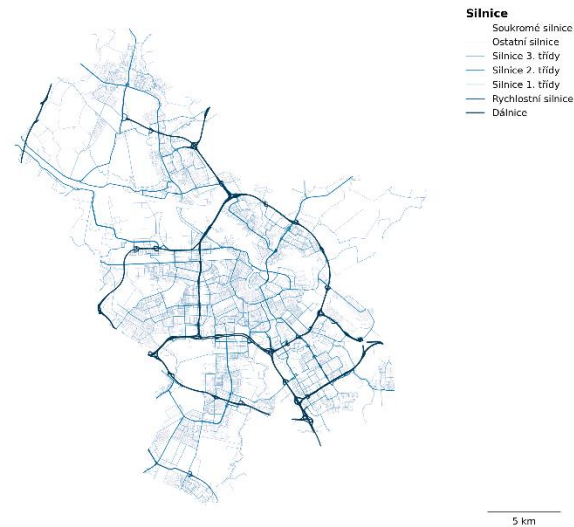 Silnice
Soukromé silnice
Ostatní silnice
Silnice 3. třídy
Silnice 2. třídy
Silnice 1. třídy
Rychlostní silnice
Dálnice
5 km